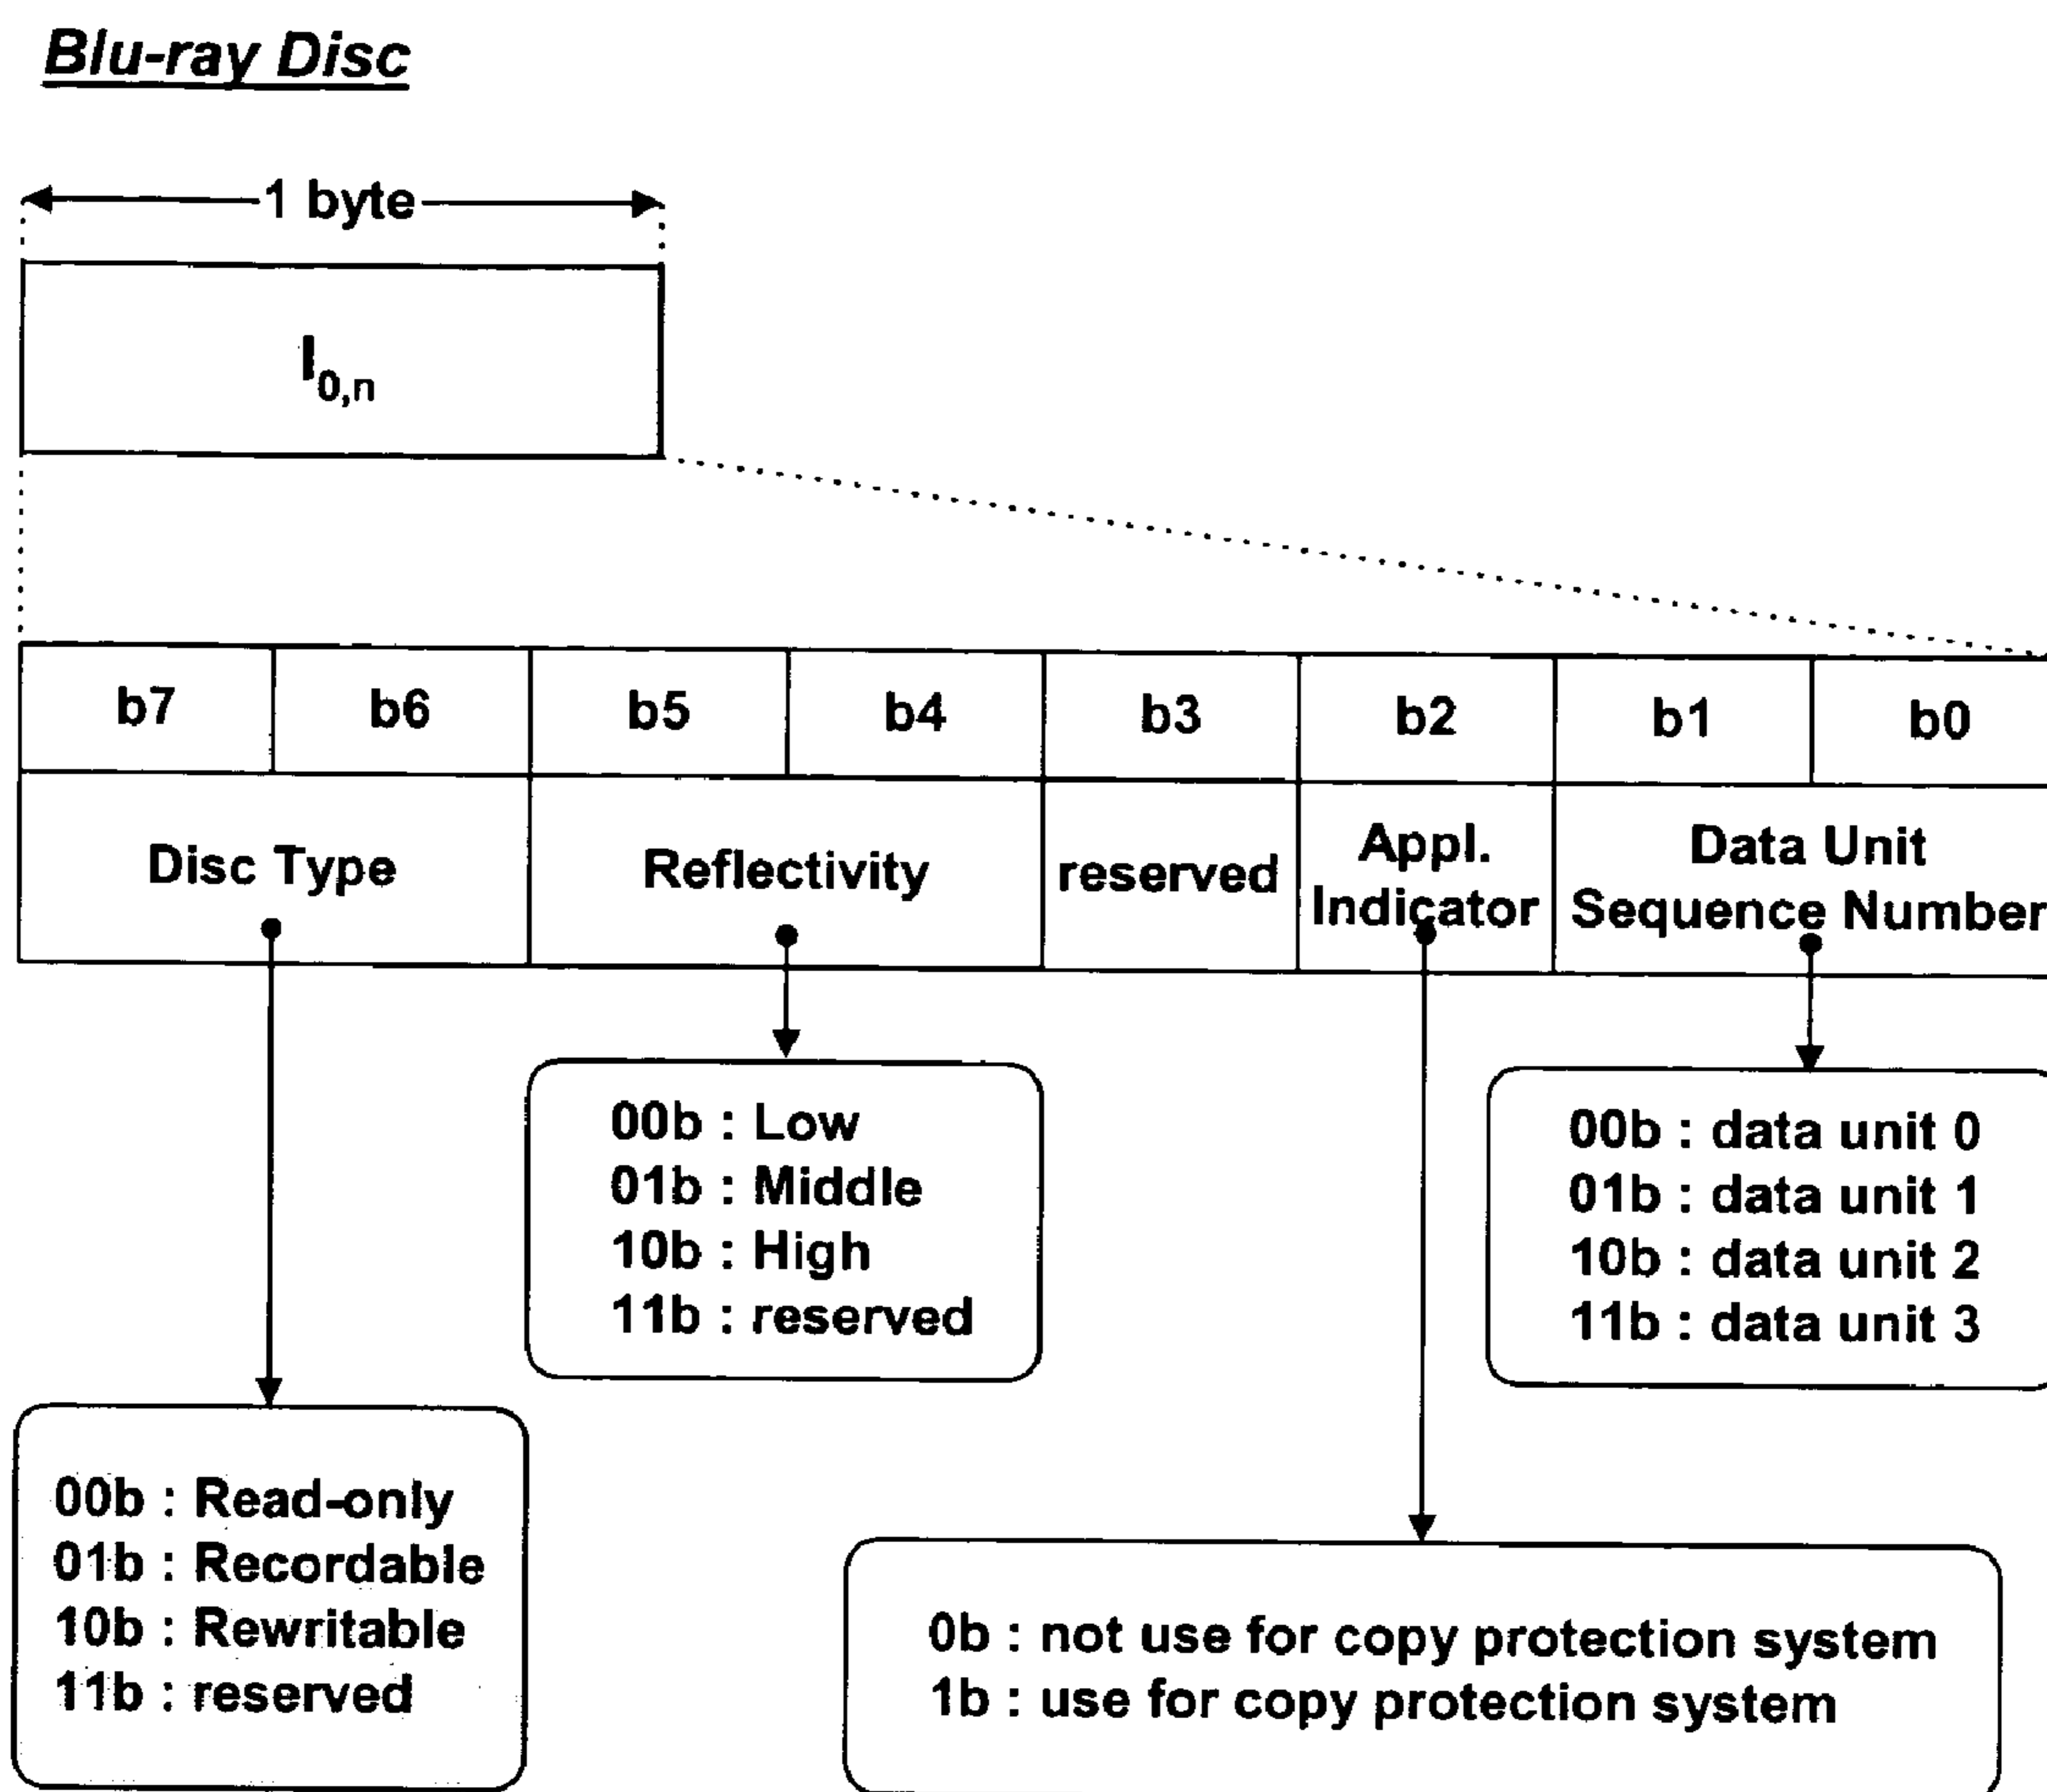 Blu-ray Disc
1 byte
I0,n
b7 b6 b5 b4 b3 b2 b1 b0
Disc Type Reflectivity reserved Appl. Indicator Data Unit Sequence Number
00b : Low
01b : Middle
10b : High
11b : reserved
00b : data unit 0
01b : data unit 1
10b : data unit 2
11b : data unit 3
00b : Read-only
01b : Recordable
10b : Rewritable
11b : reserved
0b : not use for copy protection system
1b : use for copy protection system